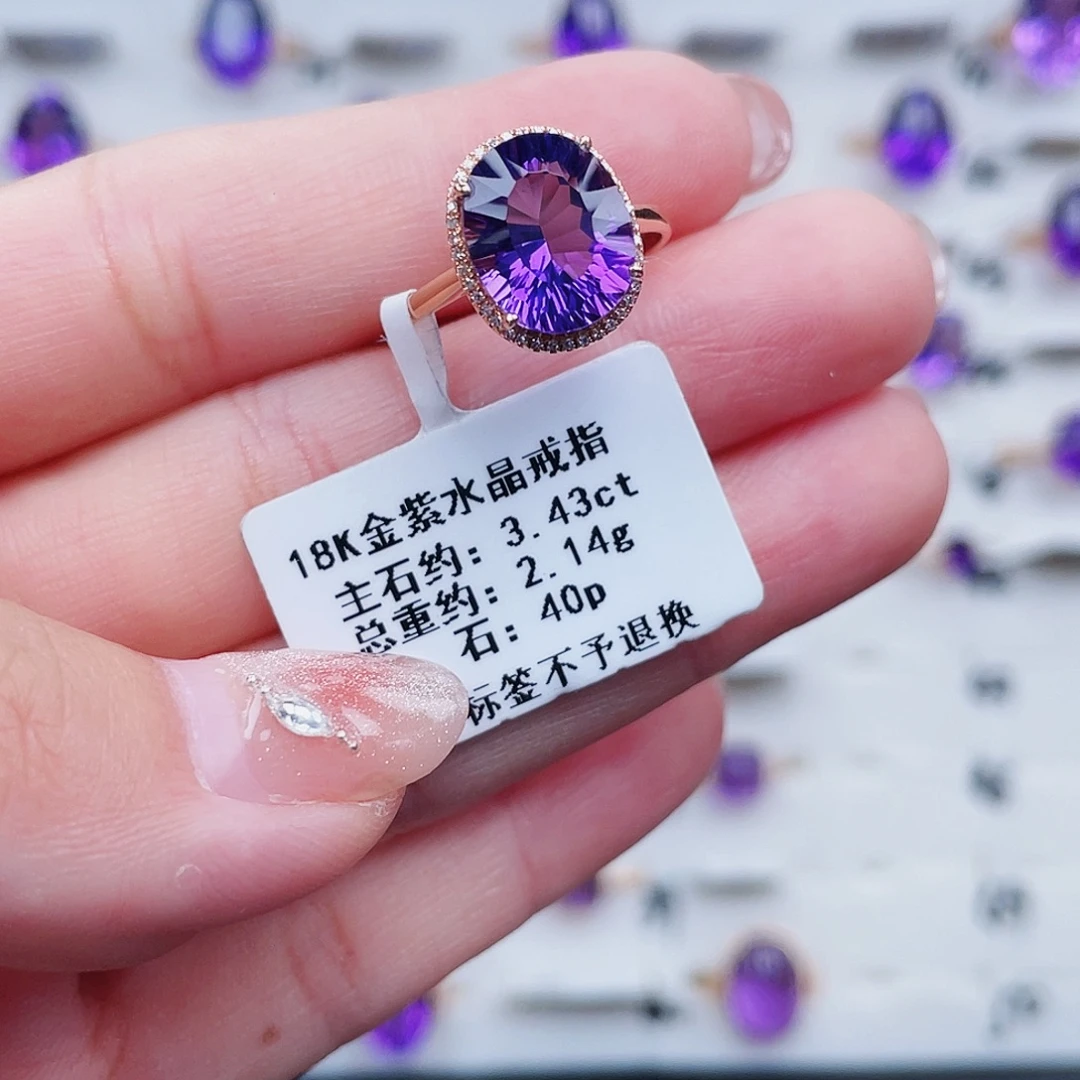 18K金紫水晶戒指
主石约: 3.43ct
总重约: 2.14g
石: 40p
标签不予退换